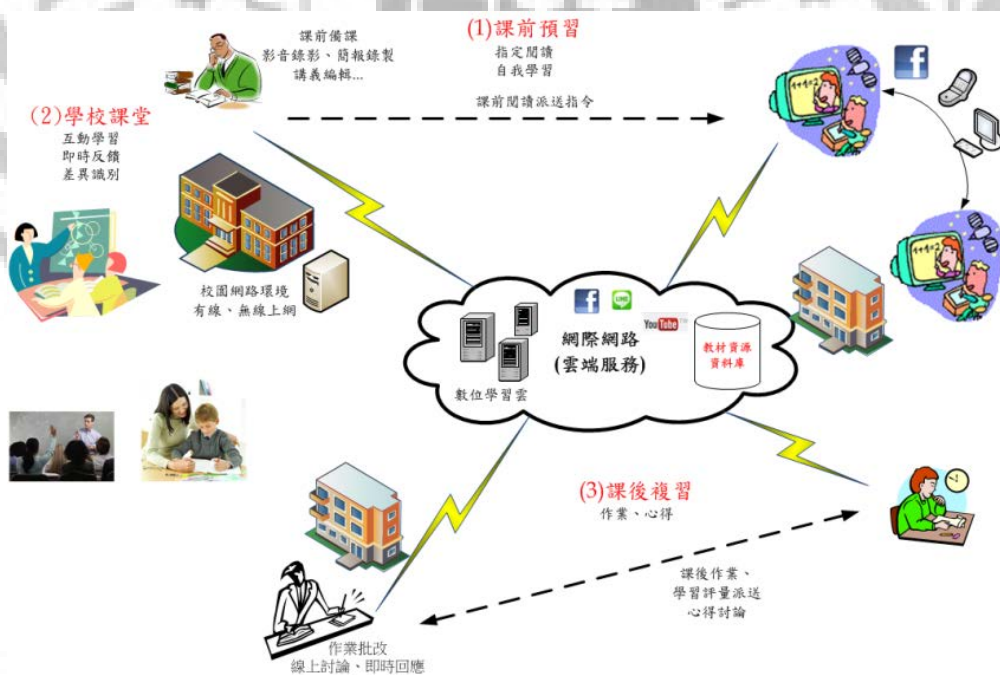 課前備課
影音錄影、簡報錄製
講義編輯...
(1)課前預習
指定閱讀
自我學習
課前閱讀派送指令
(2)學校課堂
互動學習
即時反饋
差異識別
校園網路環境
有線、無線上網
LINE
YouTube
網際網路
(雲端服務)
數位學習雲
教材資源
資料庫
(3)課後複習
作業、心得
課後作業、
學習評量派送
心得討論
作業批改
線上討論、即時回應